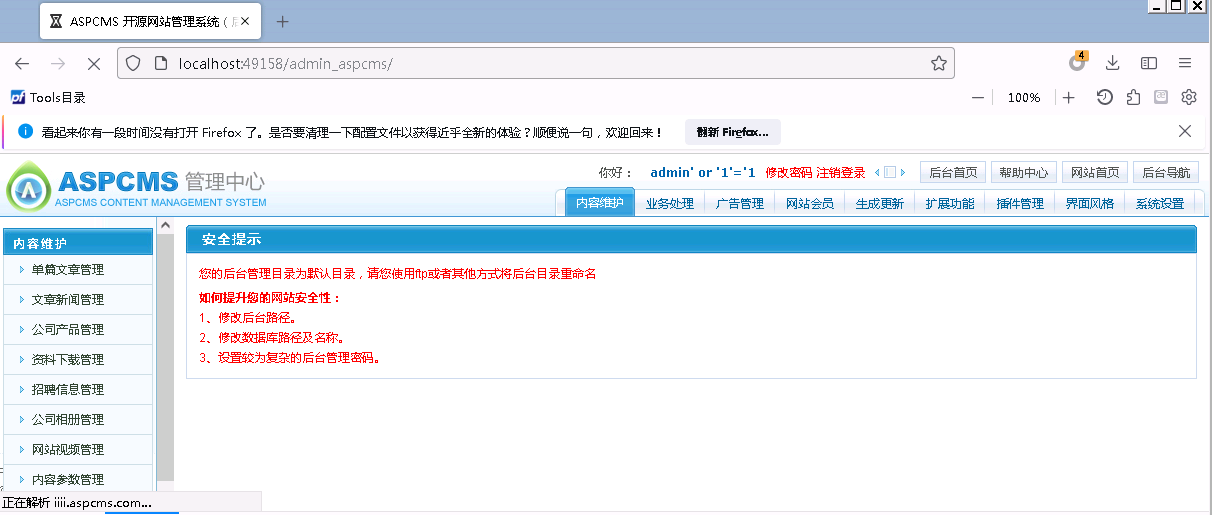 ASPCMS 开源网站管理系统（
localhost:49158/admin_aspcms/
4
Tools目录
100%
看起来你有一段时间没有打开 Firefox 了。是否要清理一下配置文件以获得近乎全新的体验？顺便说一句，欢迎回来！
翻新 Firefox...
ASPCMS 管理中心
ASPCMS CONTENT MANAGEMENT SYSTEM
你好： admin' or '1'='1 修改密码 注销登录
后台首页 帮助中心 网站首页 后台导航
内容维护 业务处理 广告管理 网站会员 生成更新 扩展功能 插件管理 界面风格 系统设置
内容维护
单篇文章管理
文章新闻管理
公司产品管理
资料下载管理
招聘信息管理
公司相册管理
网站视频管理
内容参数管理
安全提示
您的后台管理目录为默认目录，请您使用ftp或者其他方式将后台目录重命名
如何提升您的网站安全性：
1、修改后台路径。
2、修改数据库路径及名称。
3、设置较为复杂的后台管理密码。
正在解析 iiii.aspcms.com...